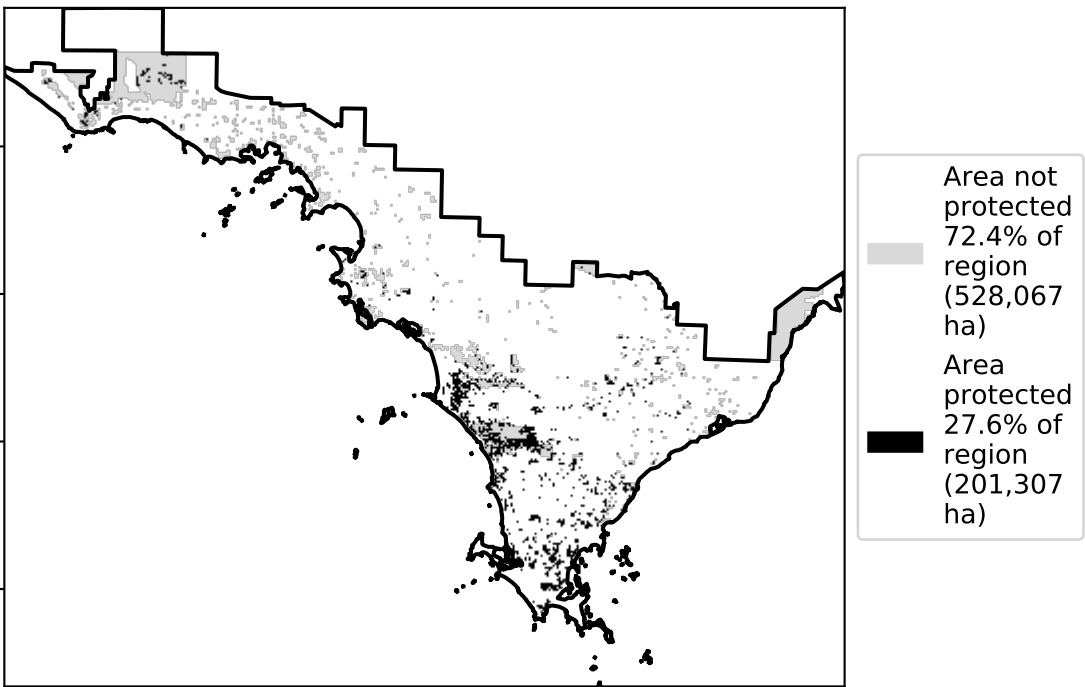 Area not
protected
72.4% of
region
(528,067
ha)
Area
protected
27.6% of
region
(201,307
ha)